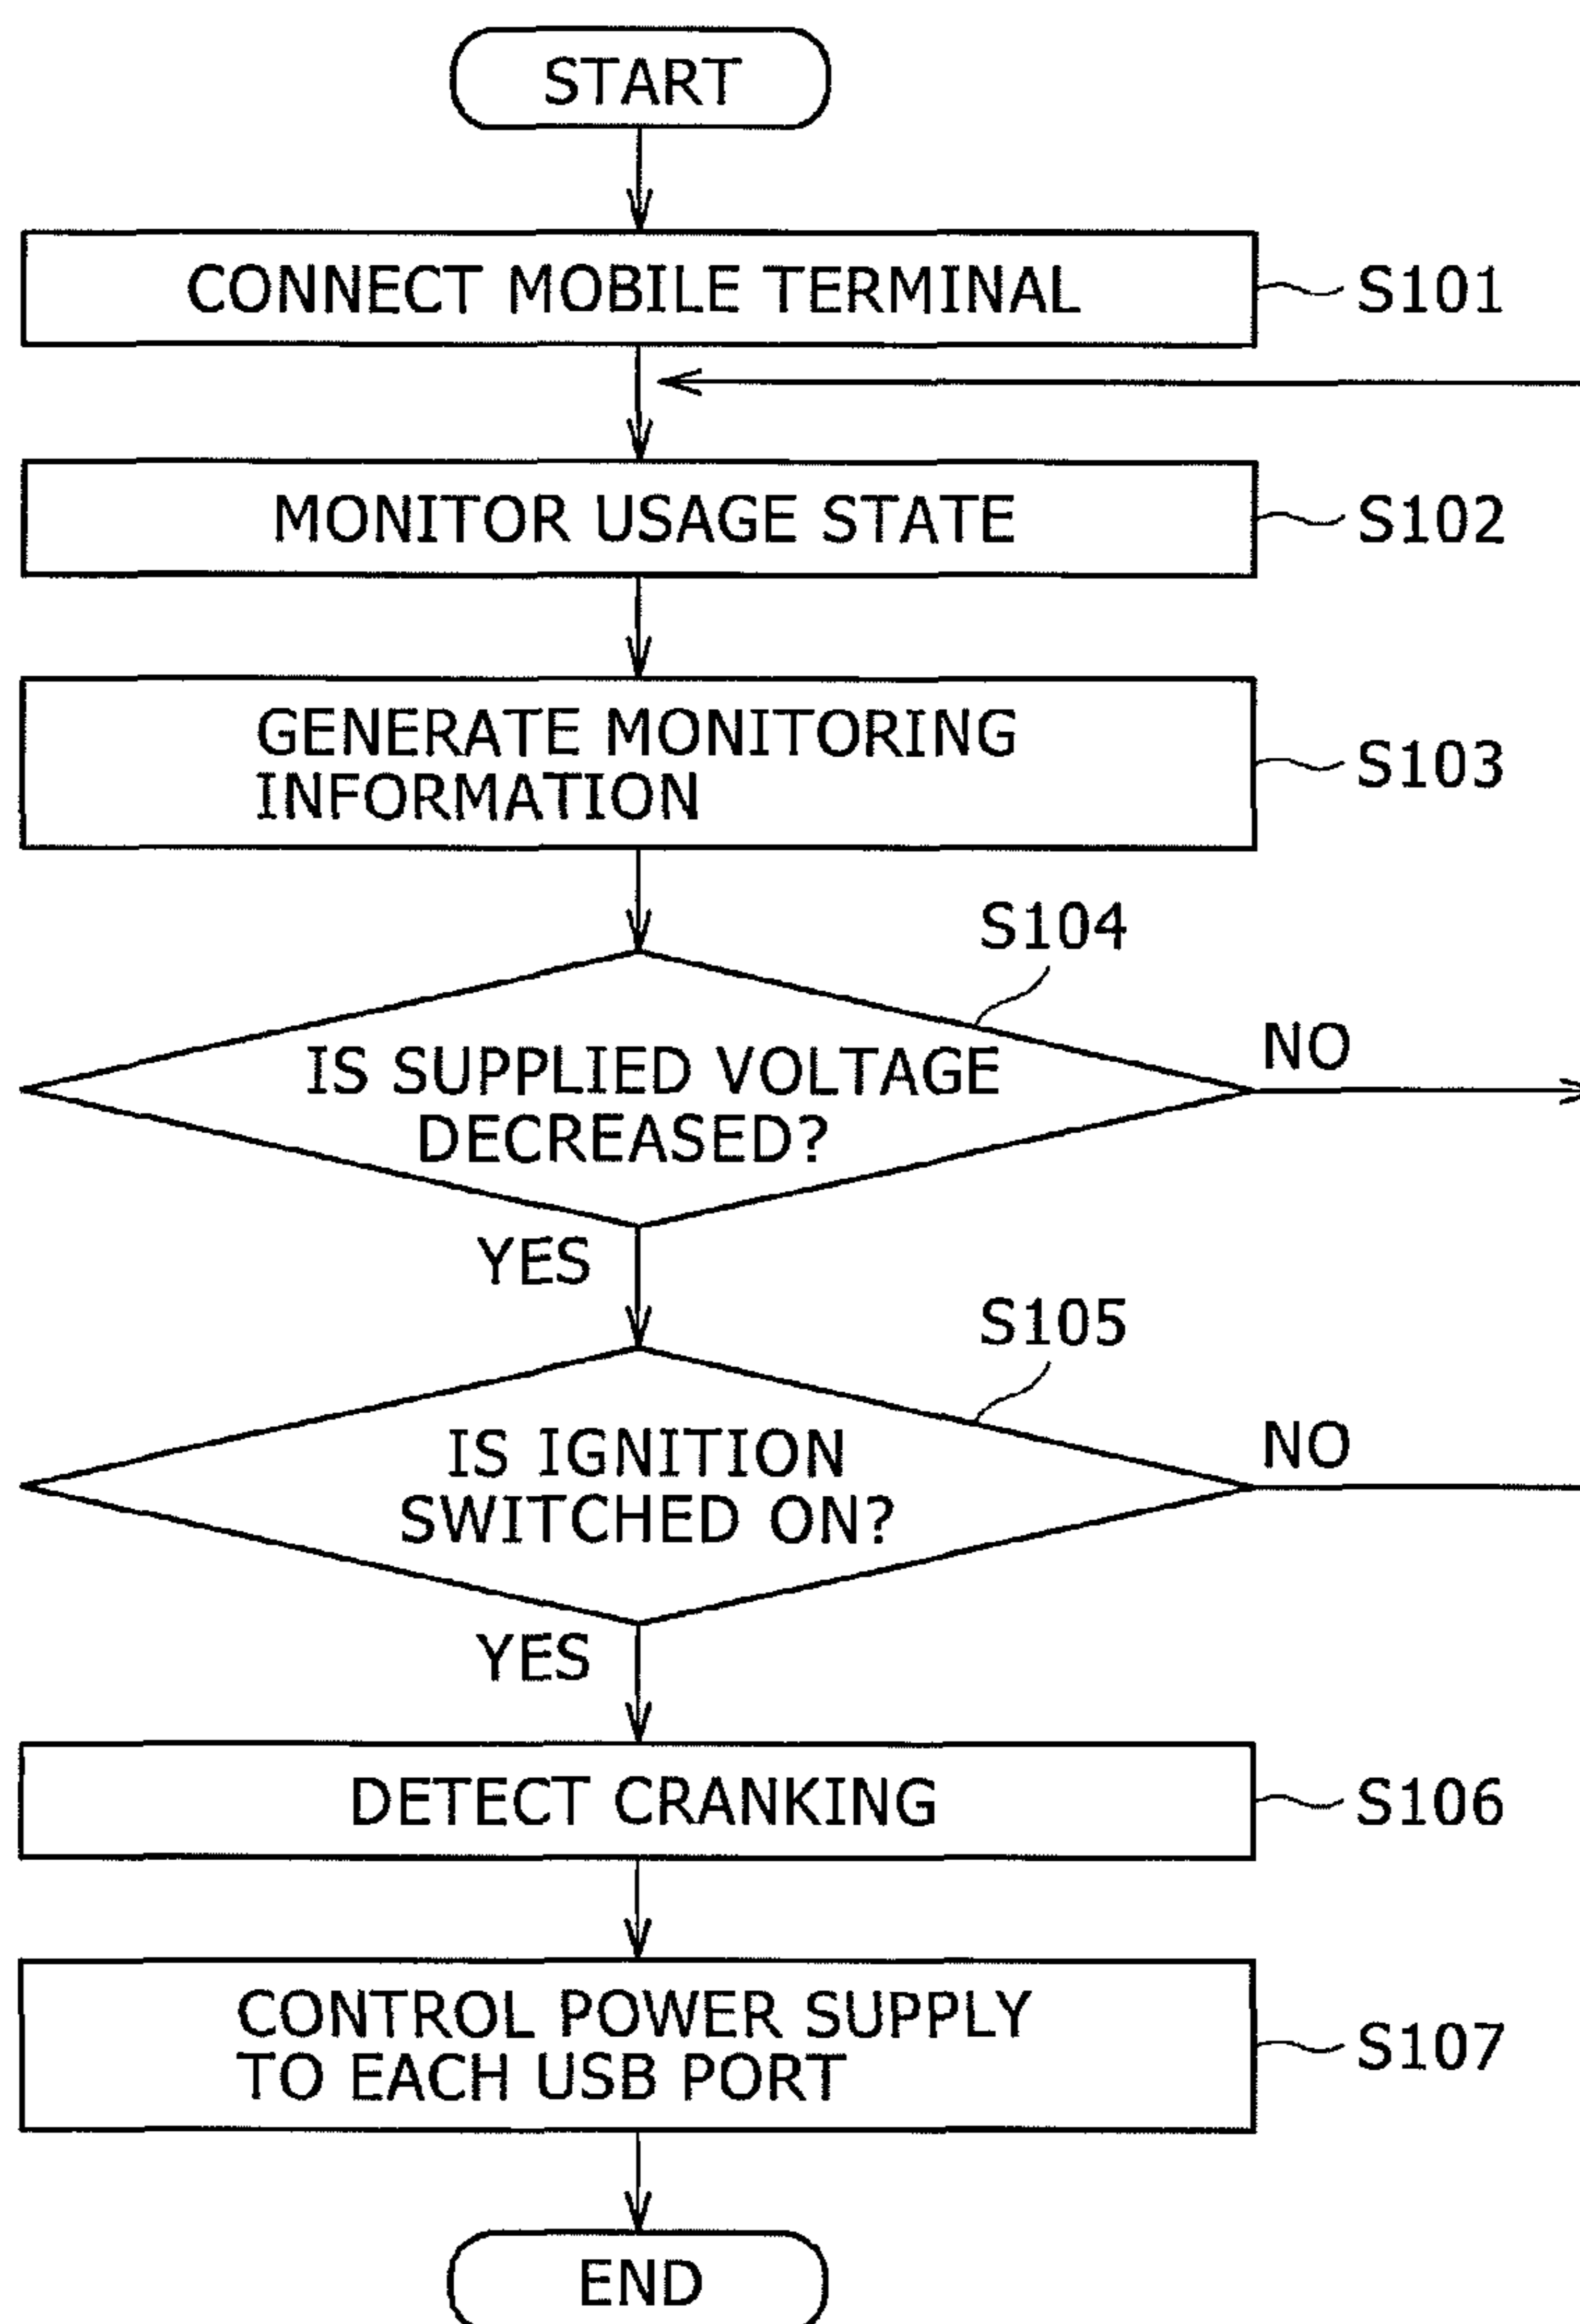 START
CONNECT MOBILE TERMINAL
S101
MONITOR USAGE STATE
S102
GENERATE MONITORING
INFORMATION
S103
S104
IS SUPPLIED VOLTAGE
DECREASED?
NO
YES
S105
IS IGNITION
SWITCHED ON?
NO
YES
DETECT CRANKING
S106
CONTROL POWER SUPPLY
TO EACH USB PORT
S107
END